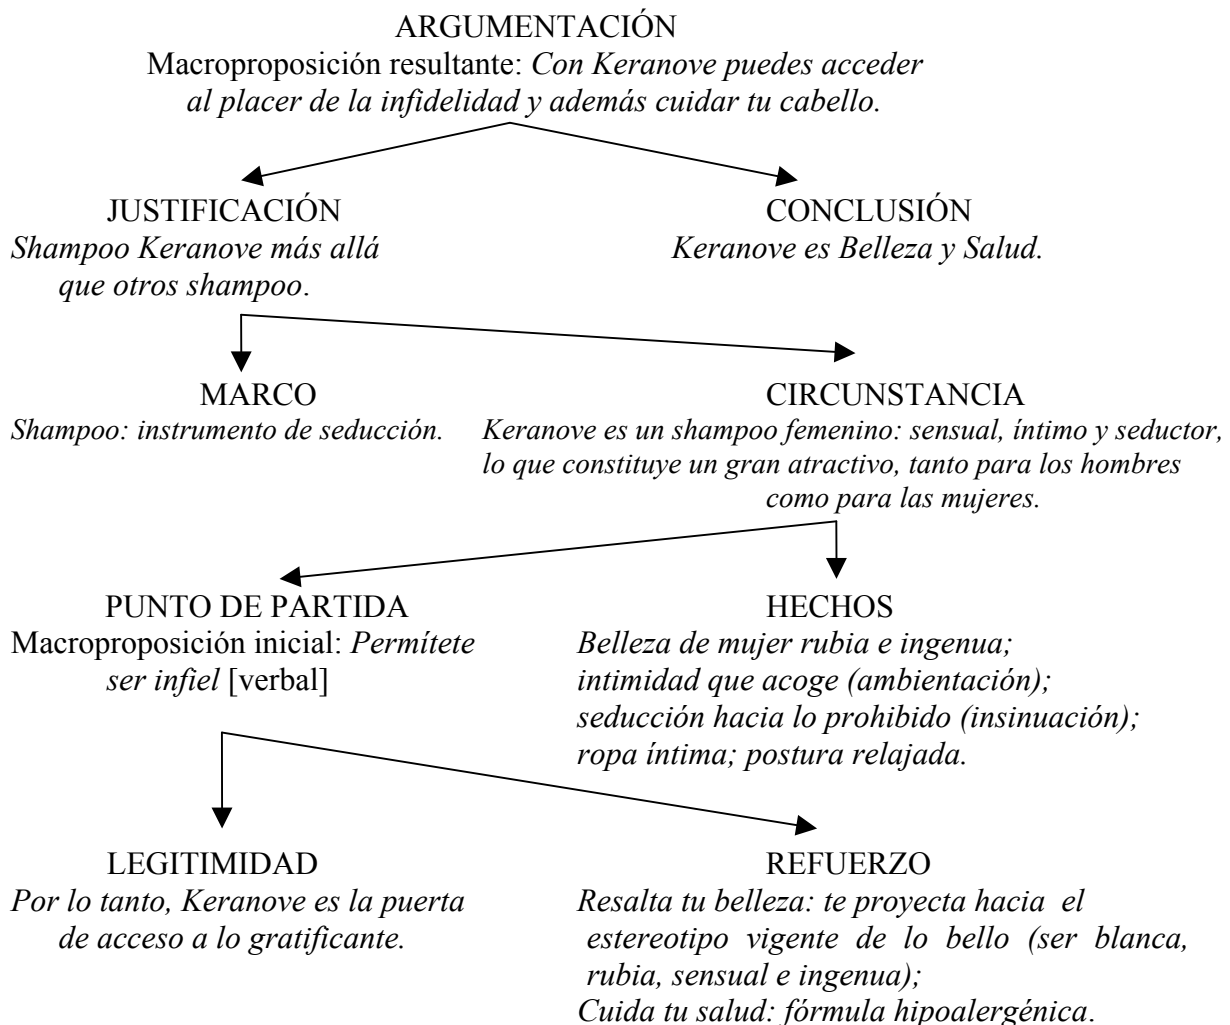 ARGUMENTACIÓN
Macroproposición resultante: Con Keranove puedes acceder
al placer de la infidelidad y además cuidar tu cabello.
JUSTIFICACIÓN
Shampoo Keranove más allá
que otros shampoo.
CONCLUSIÓN
Keranove es Belleza y Salud.
MARCO
Shampoo: instrumento de seducción.
CIRCUNSTANCIA
Keranove es un shampoo femenino: sensual, íntimo y seductor,
lo que constituye un gran atractivo, tanto para los hombres
como para las mujeres.
PUNTO DE PARTIDA
Macroproposición inicial: Permítete
ser infiel [verbal]
HECHOS
Belleza de mujer rubia e ingenua;
intimidad que acoge (ambientación);
seducción hacia lo prohibido (insinuación);
ropa íntima; postura relajada.
LEGITIMIDAD
Por lo tanto, Keranove es la puerta
de acceso a lo gratificante.
REFUERZO
Resalta tu belleza: te proyecta hacia el
estereotipo vigente de lo bello (ser blanca,
rubia, sensual e ingenua);
Cuida tu salud: fórmula hipoalergénica.